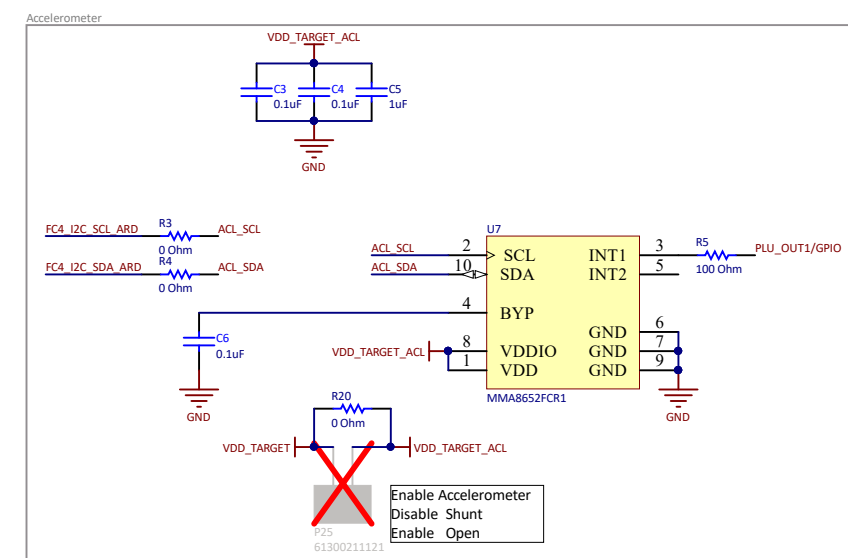 Accelerometer
VDD_TARGET_ACL
C3
0.1uF
C4
0.1uF
C5
1uF
GND
FC4_I2C_SCL_ARD
R3
0 Ohm
ACL_SCL
FC4_I2C_SDA_ARD
R4
0 Ohm
ACL_SDA
U7
ACL_SCL
2
SCL
INT1
3
R5
100 Ohm
PLU_OUT1/GPIO
ACL_SDA
10
SDA
INT2
5
4
BYP
C6
0.1uF
GND
GND
6
VDD_TARGET_ACL
8
VDDIO
GND
7
1
VDD
GND
9
MMA8652FCR1
GND
R20
0 Ohm
VDD_TARGET
VDD_TARGET_ACL
P25
61300211121
Enable Accelerometer
Disable Shunt
Enable Open